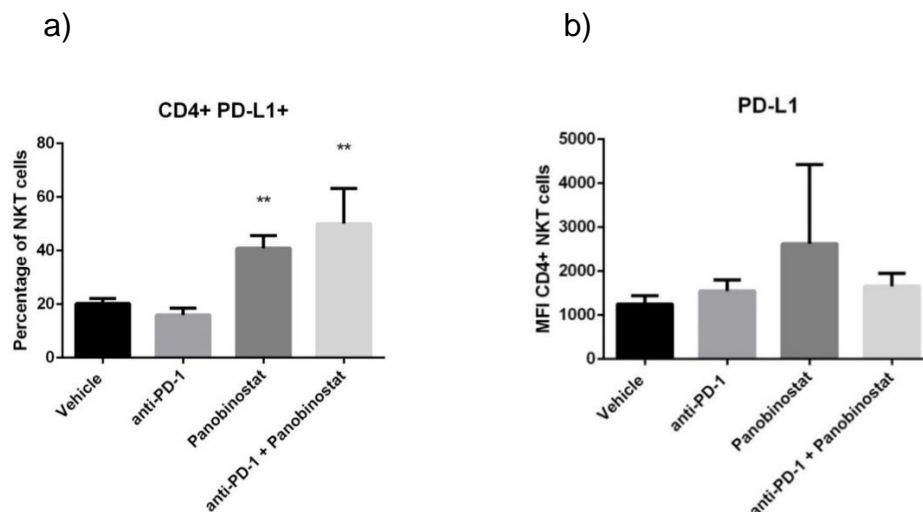 a)
CD4+ PD-L1+
Percentage of NKT cells
80
60
40
20
0
**
**
Vehicle
anti-PD-1
Panobinostat
anti-PD-1 + Panobinostat
b)
PD-L1
MFI CD4+ NKT cells
5000
4000
3000
2000
1000
0
Vehicle
anti-PD-1
Panobinostat
anti-PD-1 + Panobinostat